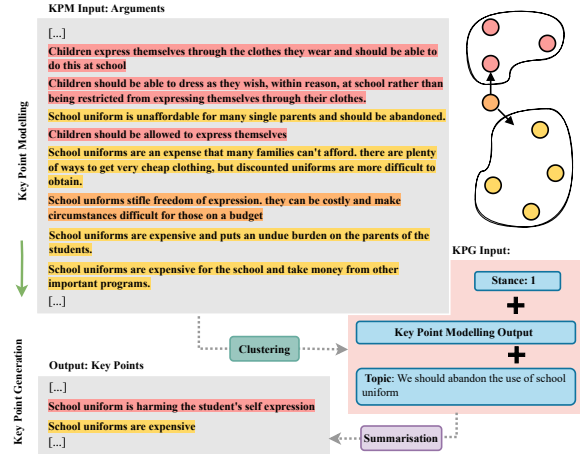 KPM Input: Arguments
[...]
Children express themselves through the clothes they wear and should be able to
do this at school
Children should be able to dress as they wish, within reason, at school rather than
being restricted from expressing themselves through their clothes.
School uniform is unaffordable for many single parents and should be abandoned.
Children should be allowed to express themselves
School uniforms are an expense that many families can't afford. there are plenty
of ways to get very cheap clothing, but discounted uniforms are more difficult to
obtain.
School unforms stifle freedom of expression. they can be costly and make
circumstances difficult for those on a budget
School uniforms are expensive and puts an undue burden on the parents of the
students.
School uniforms are expensive for the school and take money from other
important programs.
[...]
Key Point Modelling
KPG Input:
Stance: 1
+
Key Point Modelling Output
+
Topic: We should abandon the use of school
uniform
Clustering
Key Point Generation
Output: Key Points
[...]
School uniform is harming the student's self expression
School uniforms are expensive
[...]
Summarisation